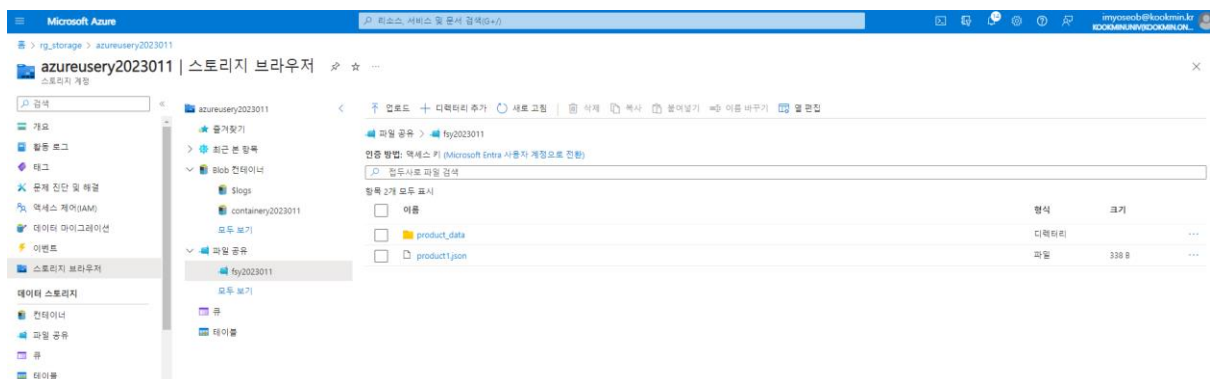 Microsoft Azure
리소스, 서비스 및 문서 검색(G+/)
imyoseob@kookmin.kr
KOOKMINUNIV(KOOKMIN.ON...
홈 > rg_storage > azureusery2023011
azureusery2023011 | 스토리지 브라우저
스토리지 계정
검색
개요
활동 로그
태그
문제 진단 및 해결
액세스 제어(IAM)
데이터 마이그레이션
이벤트
스토리지 브라우저
데이터 스토리지
컨테이너
파일 공유
큐
테이블
azureusery2023011
즐겨찾기
최근 본 항목
Blob 컨테이너
$logs
containery2023011
모두 보기
파일 공유
fsy2023011
모두 보기
큐
테이블
업로드 디렉터리 추가 새로 고침 삭제 복사 붙여넣기 이름 바꾸기 열 편집
파일 공유 > fsy2023011
인증 방법: 액세스 키 (Microsoft Entra 사용자 계정으로 전환)
접두사로 파일 검색
항목 2개 모두 표시
이름 형식 크기
product_data 디렉터리
product1.json 파일 338 B